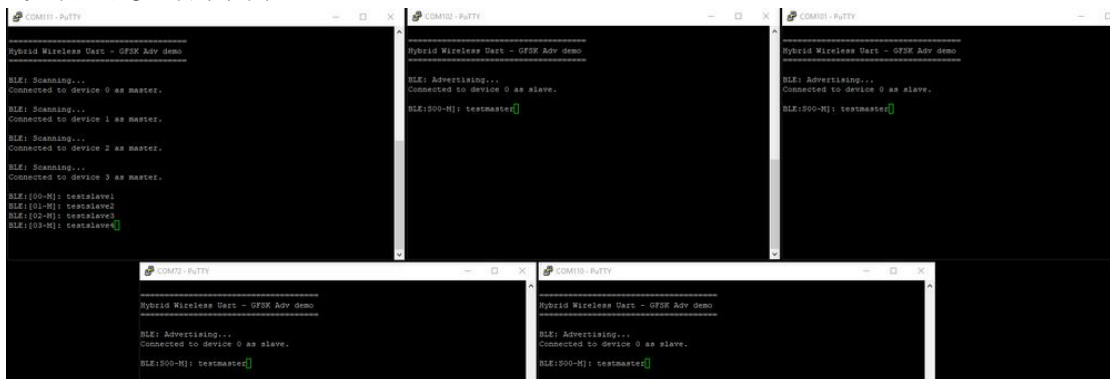 COM111 - PuTTY
=====================================
Hybrid Wireless Uart - GFSK Adv demo
=====================================
BLE: Scanning...
Connected to device 0 as master.
BLE: Scanning...
Connected to device 1 as master.
BLE: Scanning...
Connected to device 2 as master.
BLE: Scanning...
Connected to device 3 as master.
BLE:[00-M]: testslave1
BLE:[01-M]: testslave2
BLE:[02-M]: testslave3
BLE:[03-M]: testslave4
COM102 - PuTTY
=====================================
Hybrid Wireless Uart - GFSK Adv demo
=====================================
BLE: Advertising...
Connected to device 0 as slave.
BLE:S00-M]: testmaster
COM101 - PuTTY
=====================================
Hybrid Wireless Uart - GFSK Adv demo
=====================================
BLE: Advertising...
Connected to device 0 as slave.
BLE:S00-M]: testmaster
COM72 - PuTTY
=====================================
Hybrid Wireless Uart - GFSK Adv demo
=====================================
BLE: Advertising...
Connected to device 0 as slave.
BLE:S00-M]: testmaster
COM110 - PuTTY
=====================================
Hybrid Wireless Uart - GFSK Adv demo
=====================================
BLE: Advertising...
Connected to device 0 as slave.
BLE:S00-M]: testmaster